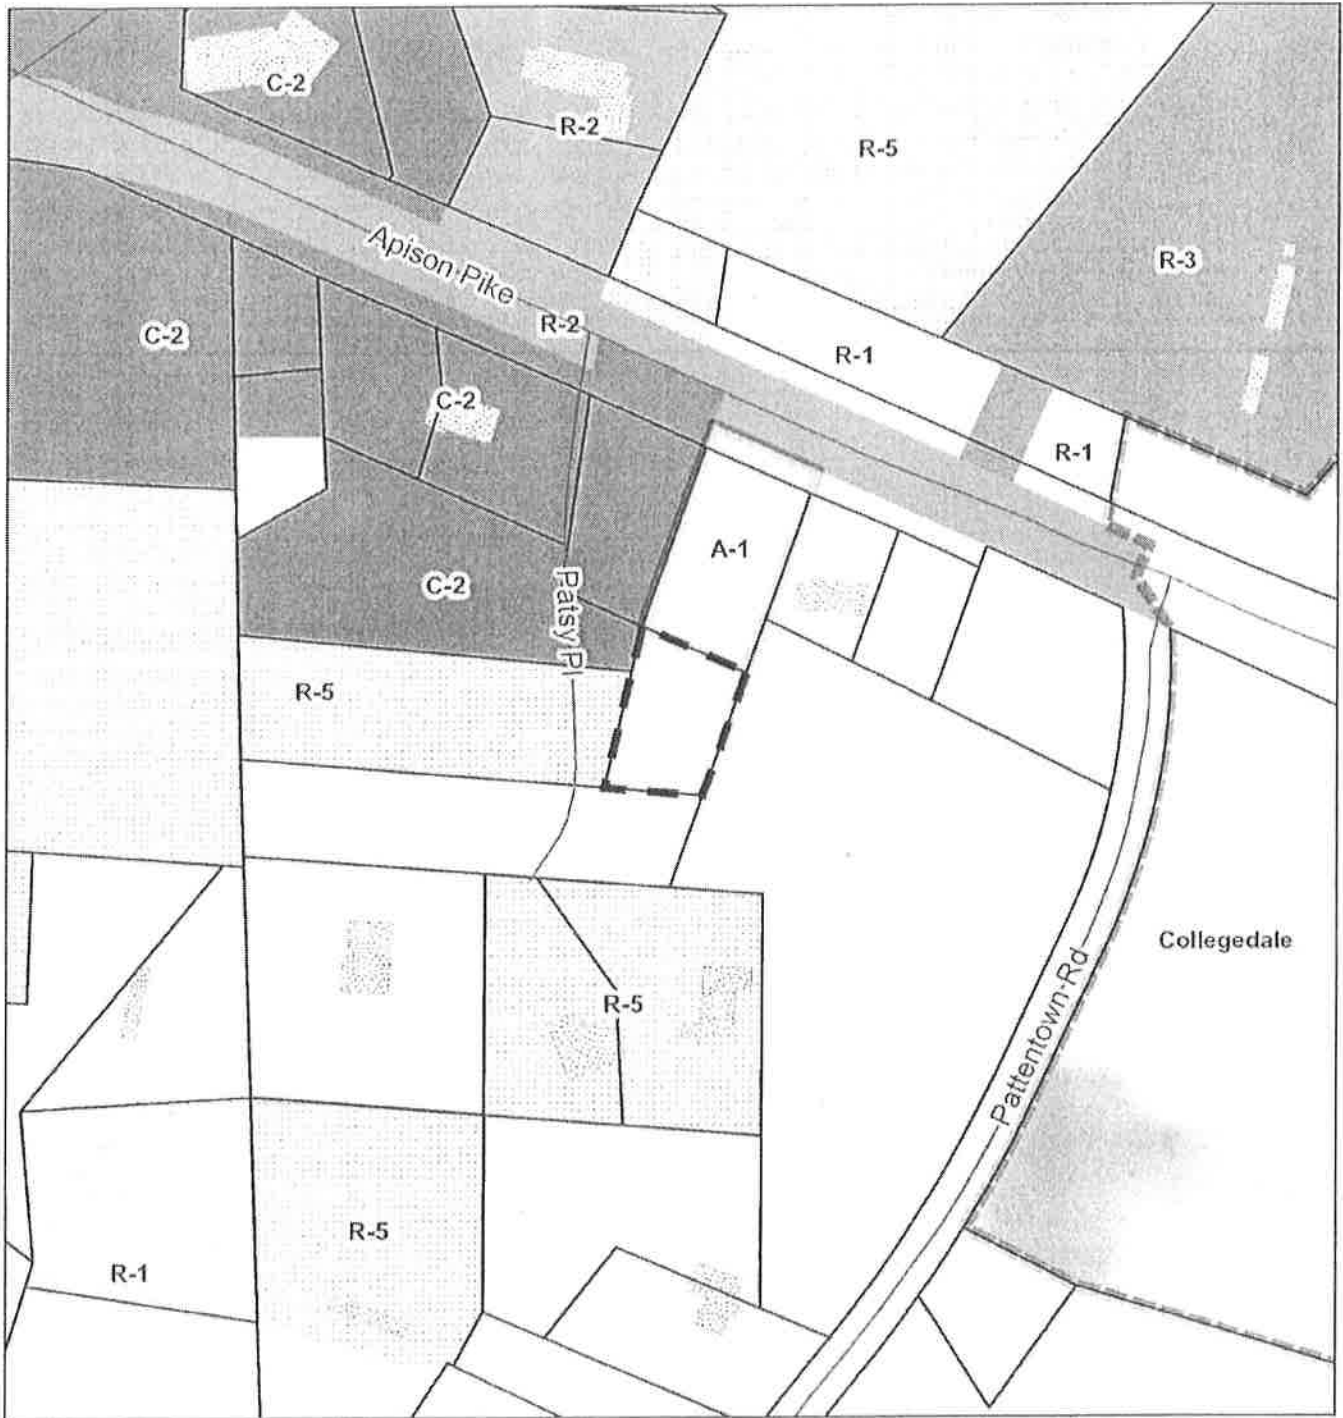 C-2
R-2
R-5
Apison Pike
R-3
R-2
C-2
R-1
C-2
R-1
A-1
C-2
Patsy Pl
R-5
Collegedale
R-5
Pattentown Rd
R-5
R-1